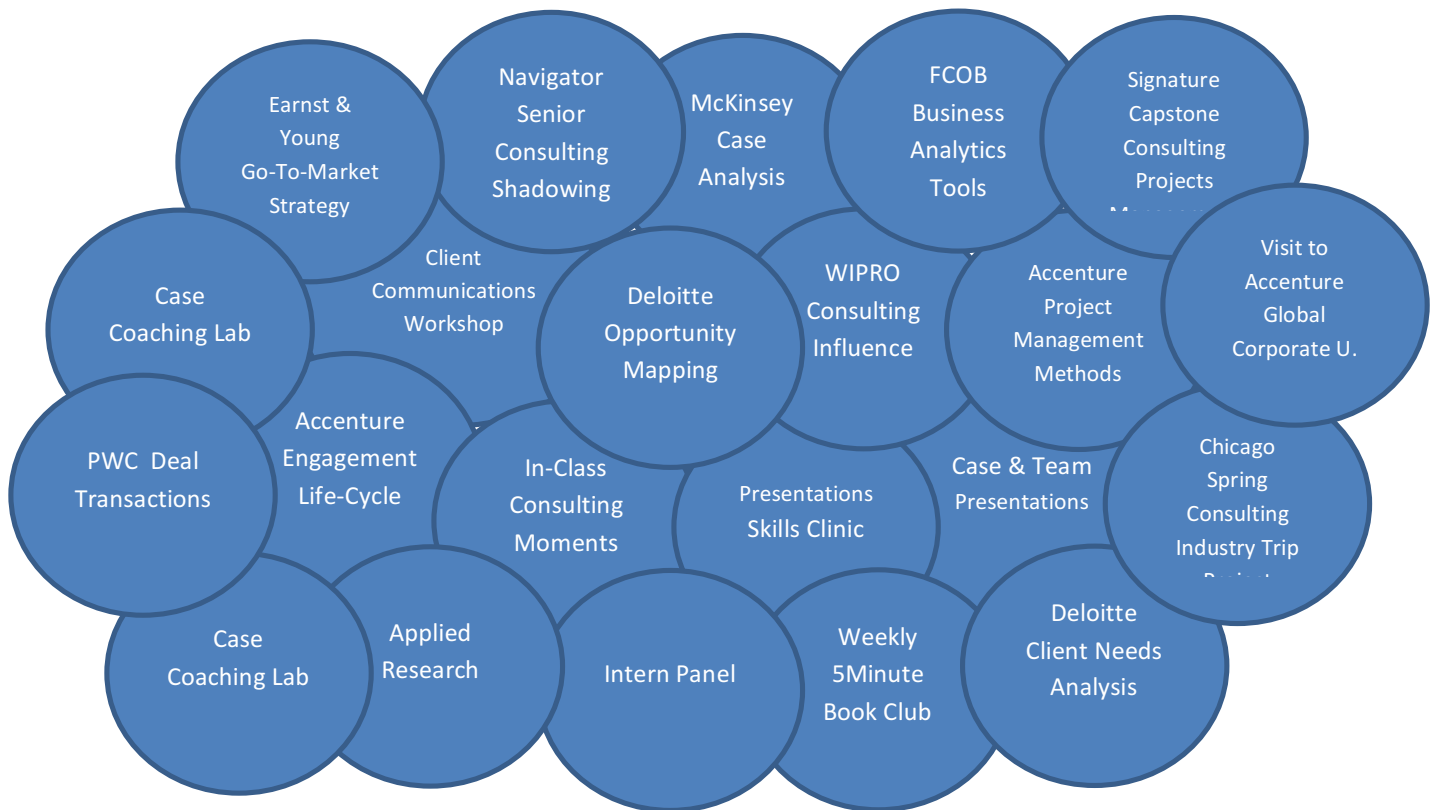 Earnst &
Young
Go-To-Market
Strategy
Navigator
Senior
Consulting
Shadowing
McKinsey
Case
Analysis
FCOB
Business
Analytics
Tools
Signature
Capstone
Consulting
Projects
Case
Coaching Lab
Client
Communications
Workshop
Deloitte
Opportunity
Mapping
WIPRO
Consulting
Influence
Accenture
Project
Management
Methods
Visit to
Accenture
Global
Corporate U.
PWC  Deal
Transactions
Accenture
Engagement
Life-Cycle
In-Class
Consulting
Moments
Presentations
Skills Clinic
Case & Team
Presentations
Chicago
Spring
Consulting
Industry Trip
Case
Coaching Lab
Applied
Research
Intern Panel
Weekly
5Minute
Book Club
Deloitte
Client Needs
Analysis